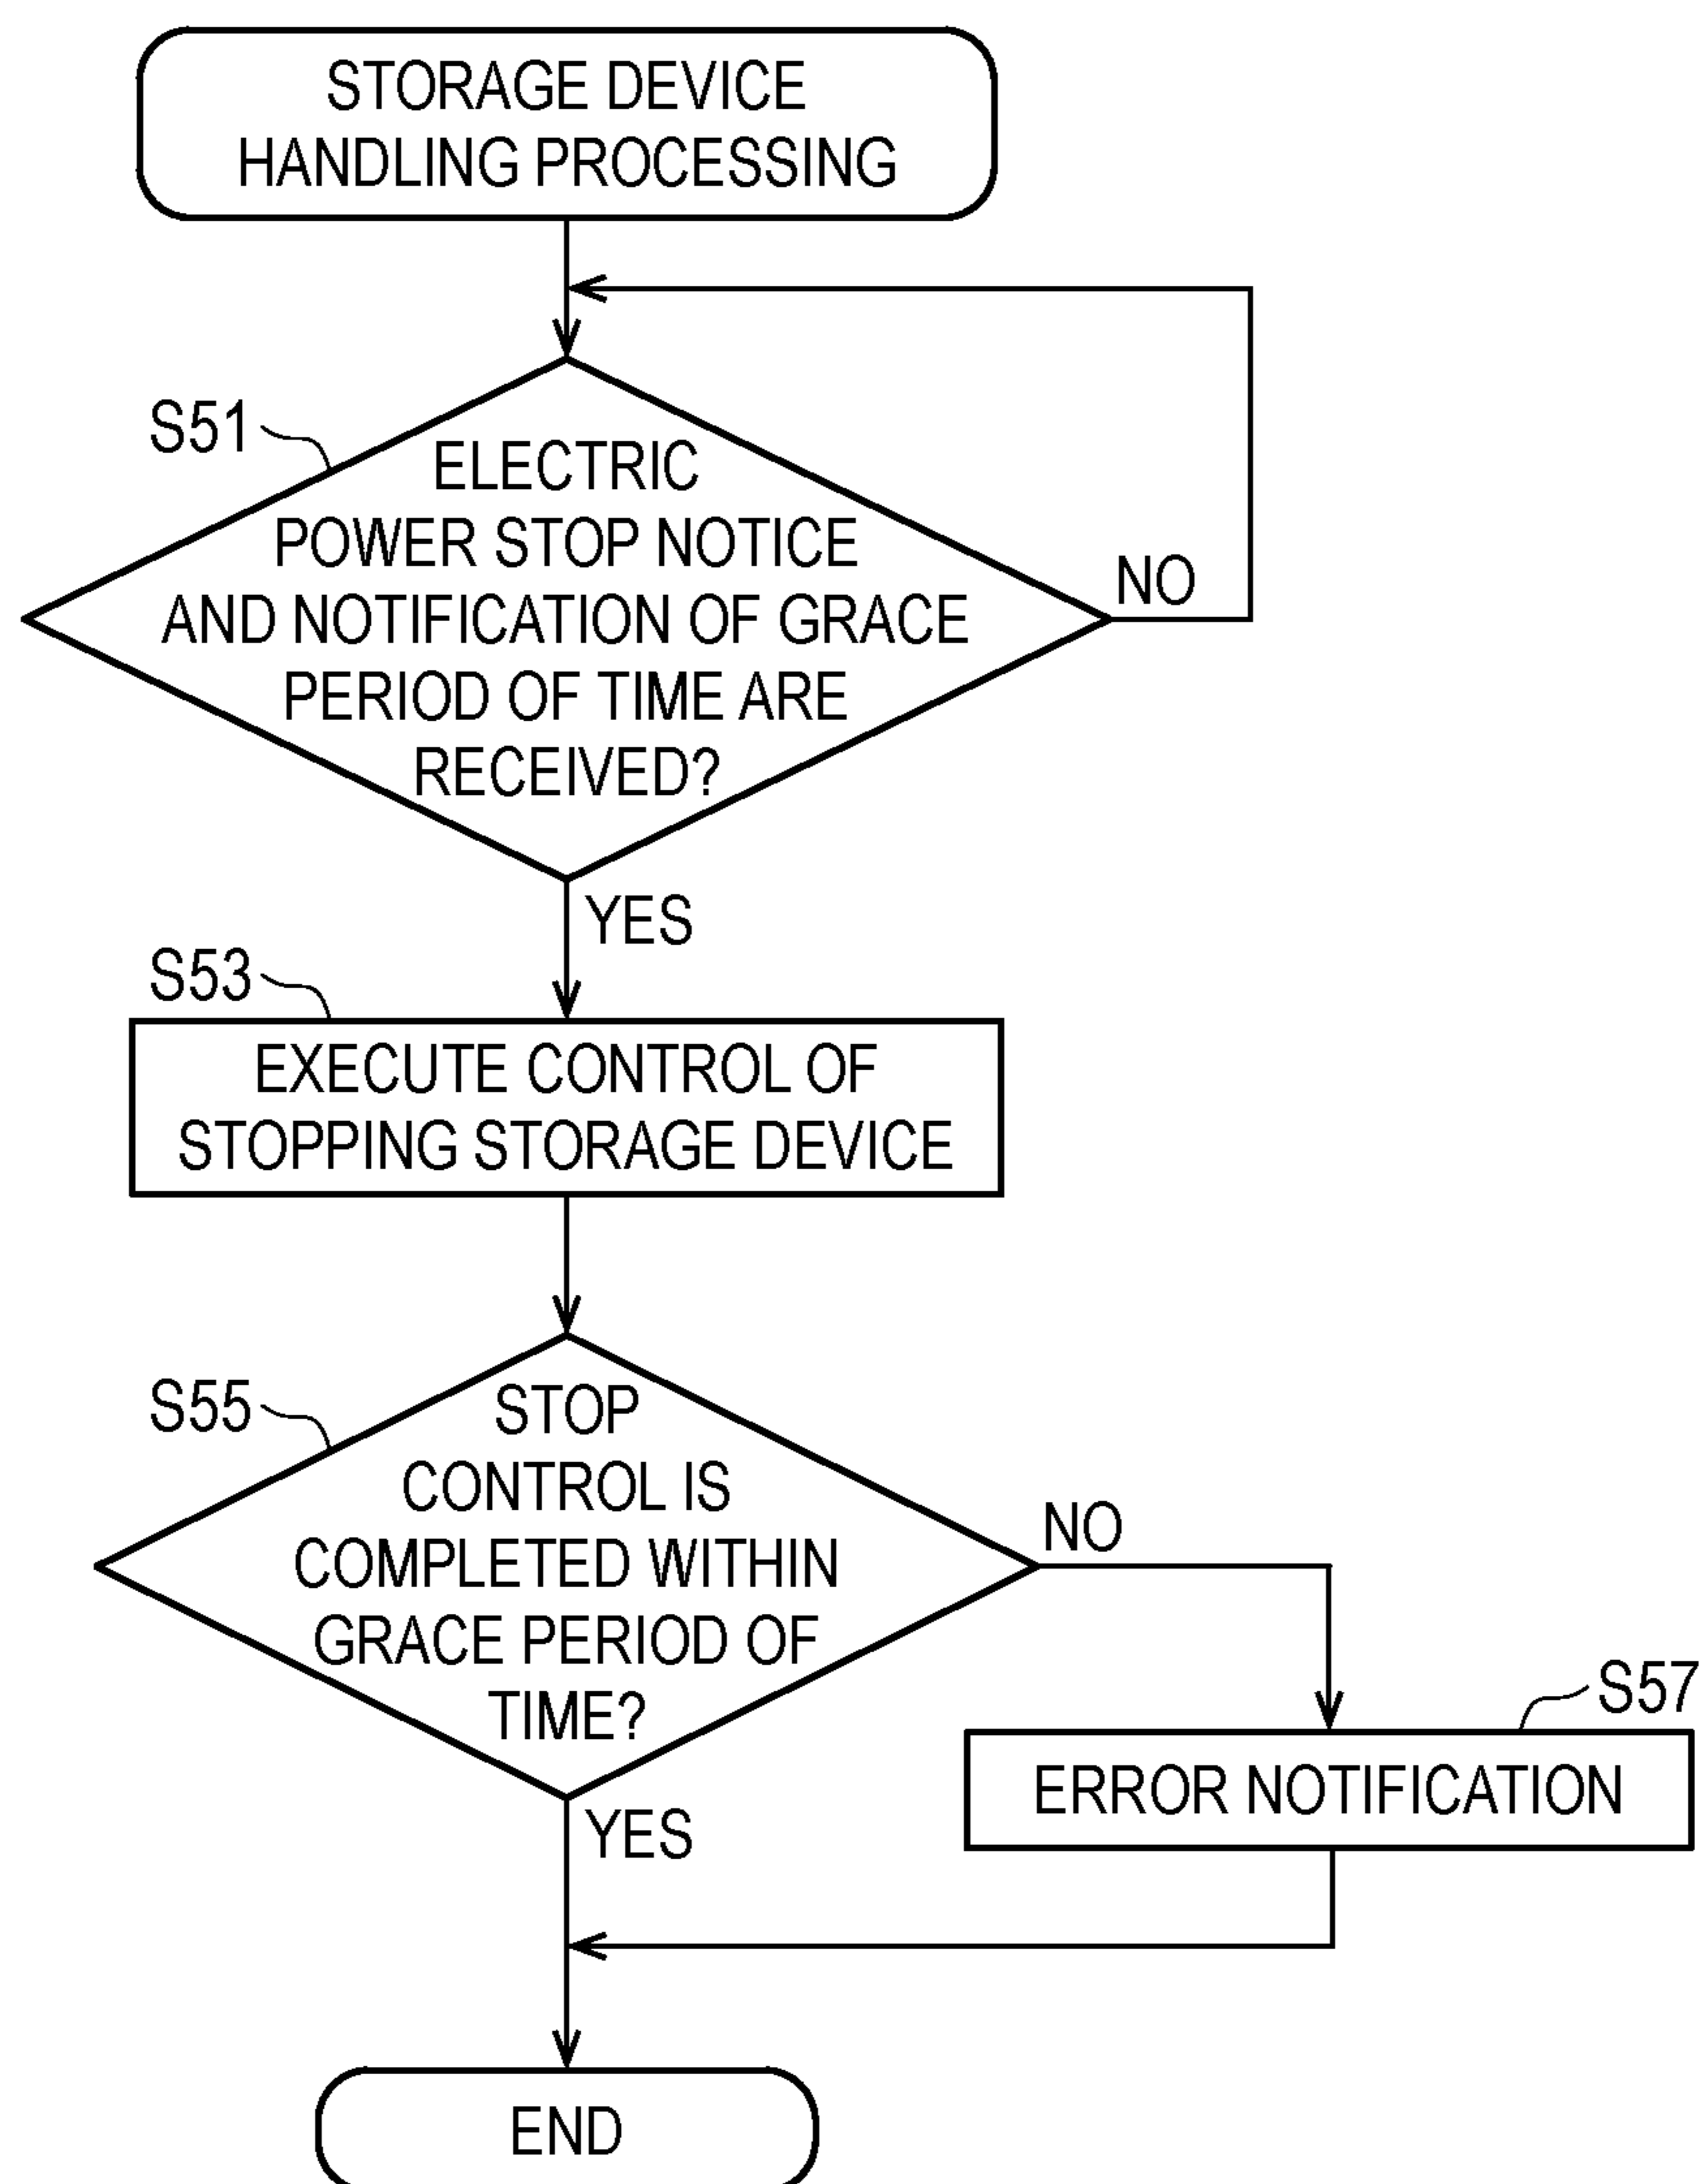 STORAGE DEVICE
HANDLING PROCESSING
S51
ELECTRIC
POWER STOP NOTICE
AND NOTIFICATION OF GRACE
PERIOD OF TIME ARE
RECEIVED?
NO
YES
S53
EXECUTE CONTROL OF
STOPPING STORAGE DEVICE
S55
STOP
CONTROL IS
COMPLETED WITHIN
GRACE PERIOD OF
TIME?
NO
S57
ERROR NOTIFICATION
YES
END